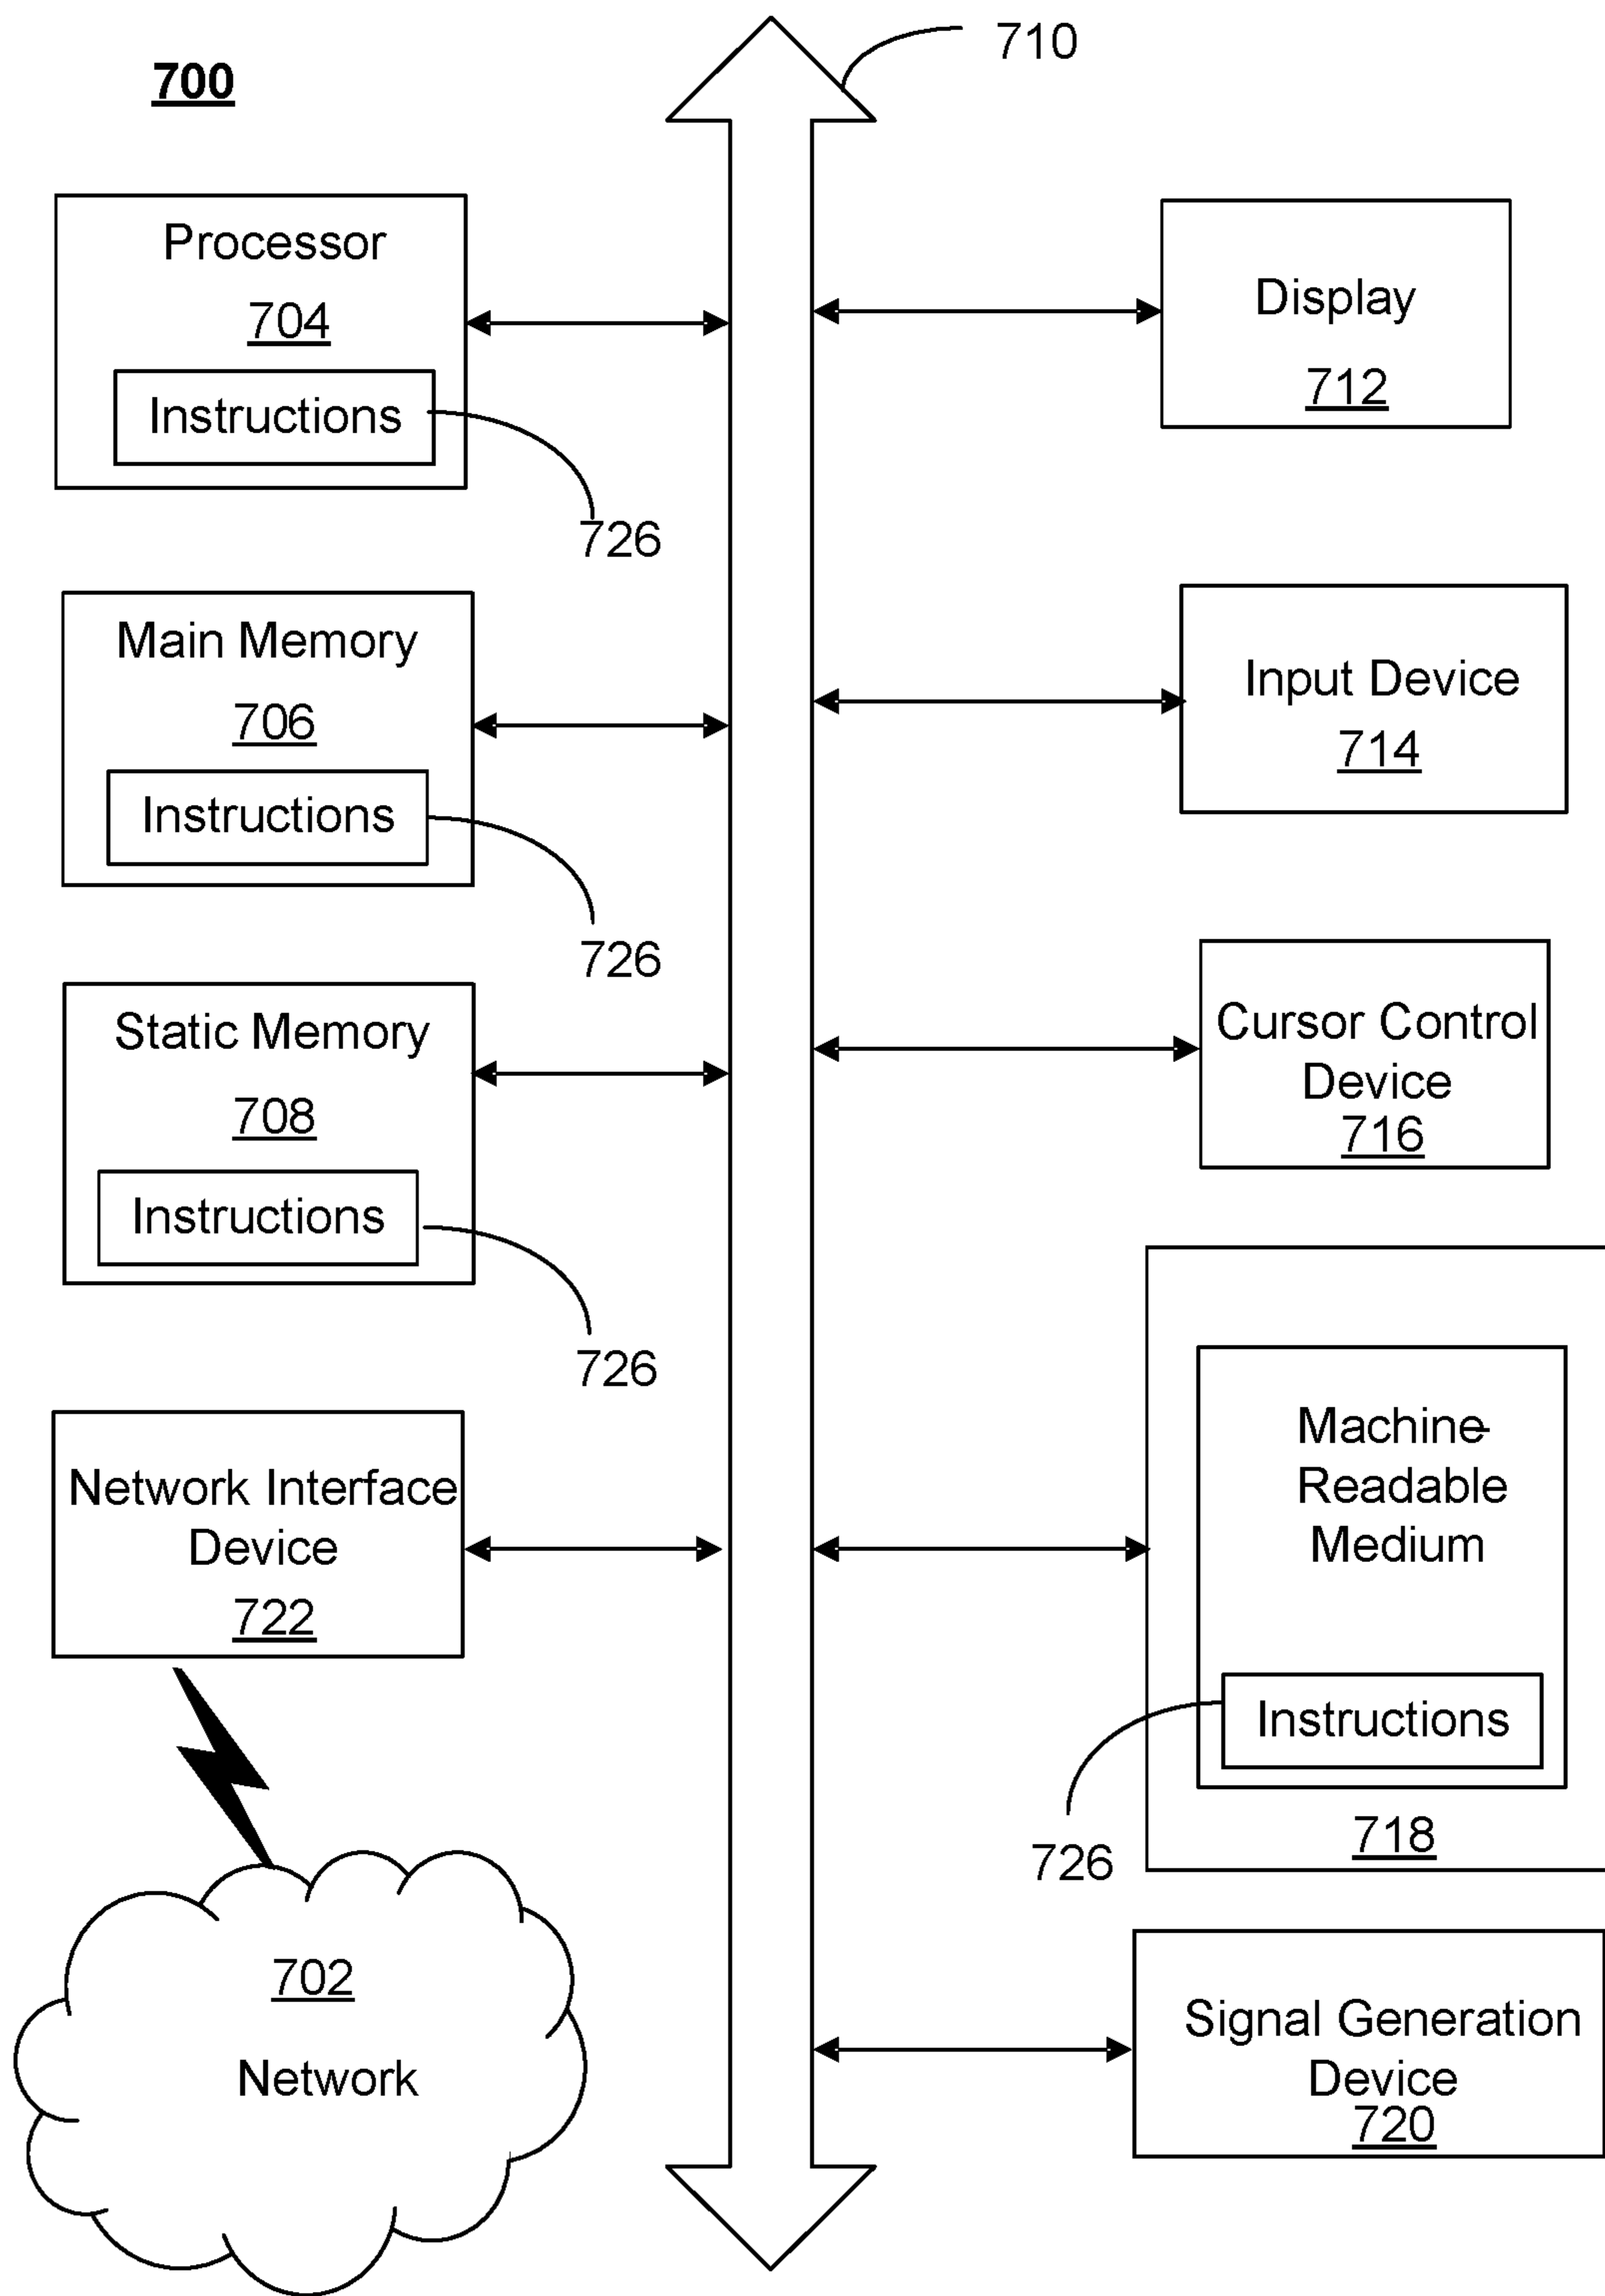 700
710
Processor
704
Instructions
726
Main Memory
706
Instructions
726
Static Memory
708
Instructions
726
Network Interface
Device
722
702
Network
Display
712
Input Device
714
Cursor Control
Device
716
Machine-
Readable
Medium
Instructions
726
718
Signal Generation
Device
720